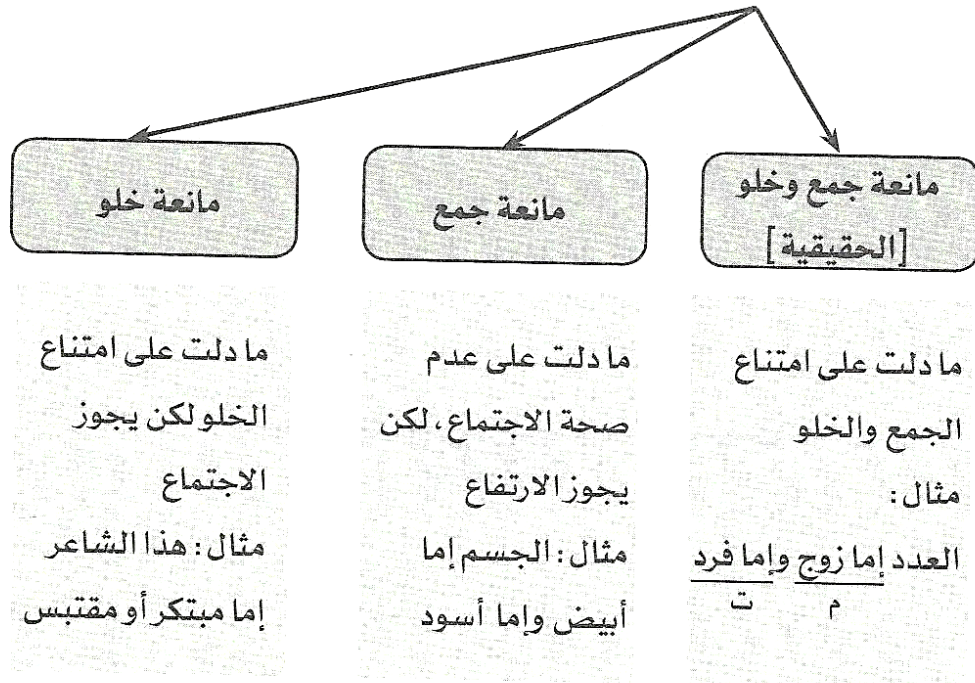 مانعة جمع وخلو
[الحقيقية]
ما دلت على امتناع
الجمع والخلو
مثال:
العدد إما زوج وإما فرد
م ت
مانعة جمع
ما دلت على عدم
صحة الاجتماع، لكن
يجوز الارتفاع
مثال: الجسم إما
أبيض وإما أسود
مانعة خلو
ما دلت على امتناع
الخلو لكن يجوز
الاجتماع
مثال: هذا الشاعر
إما مبتكر أو مقتبس